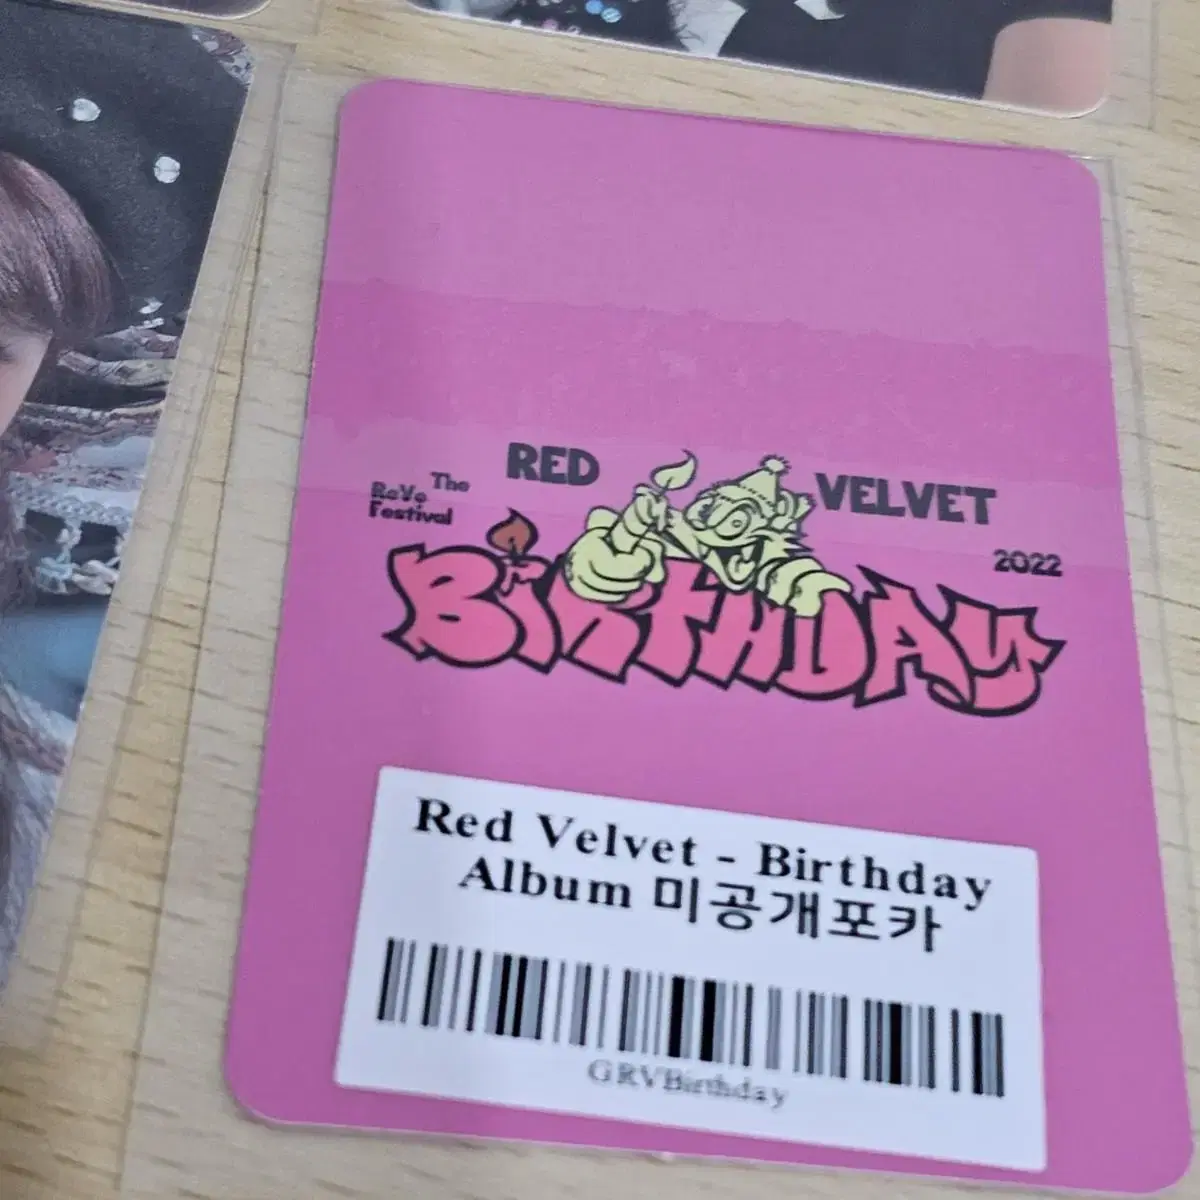 The
ReVe
Festival
RED
VELVET
2022
BiRTHDAY
Red Velvet - Birthday
Album 미공개포카
GRVBirthday